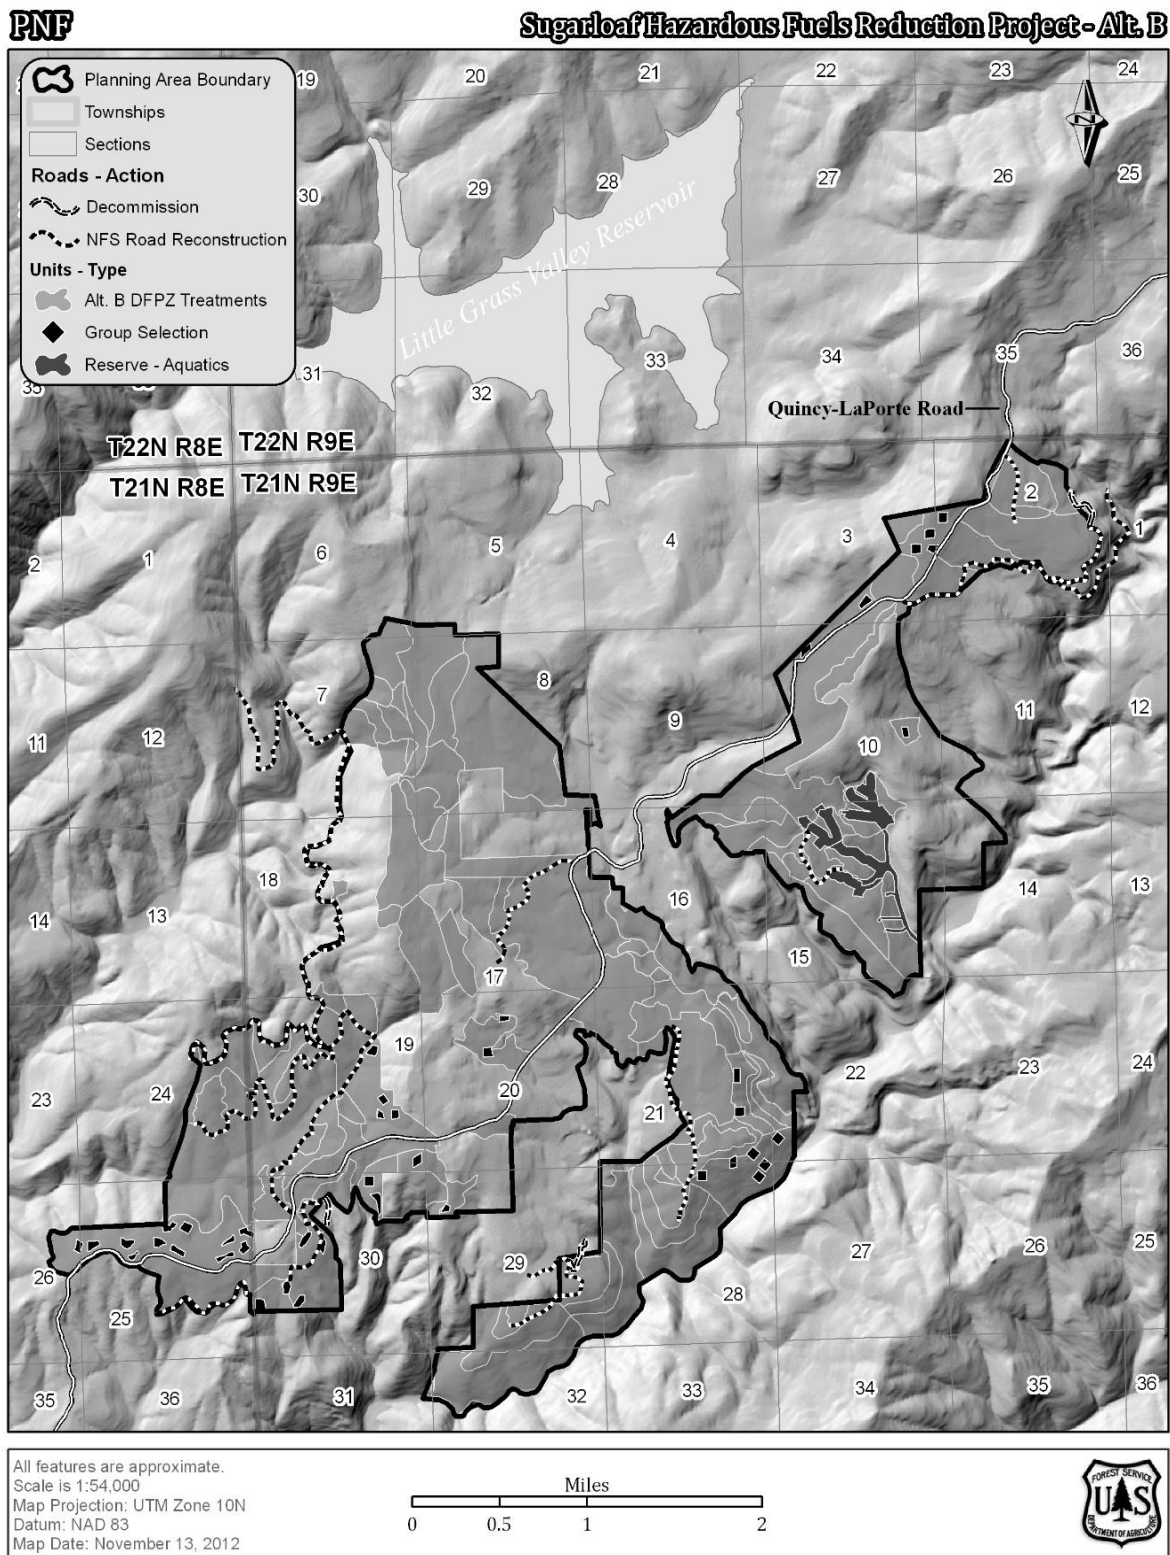 PNF
Sugarloaf Hazardous Fuels Reduction Project - Alt. B
Planning Area Boundary
Townships
Sections
Roads - Action
Decommission
NFS Road Reconstruction
Units - Type
Alt. B DFPZ Treatments
Group Selection
Reserve - Aquatics
19 20 21 22 23 24
N
30 29 28 27 26 25
Little Grass Valley Reservoir
35 31 32 33 34 35 36
Quincy-LaPorte Road
T22N R8E T22N R9E
T21N R8E T21N R9E
2 1 6 5 4 3 2 1
11 12 7 8 9 10 11 12
14 13 18 17 16 15 14 13
23 24 19 20 21 22 23 24
26 25 30 29 28 27 26 25
35 36 31 32 33 34 35 36
All features are approximate.
Scale is 1:54,000
Map Projection: UTM Zone 10N
Datum: NAD 83
Map Date: November 13, 2012
Miles
0 0.5 1 2
FOREST SERVICE
U S
DEPARTMENT OF AGRICULTURE